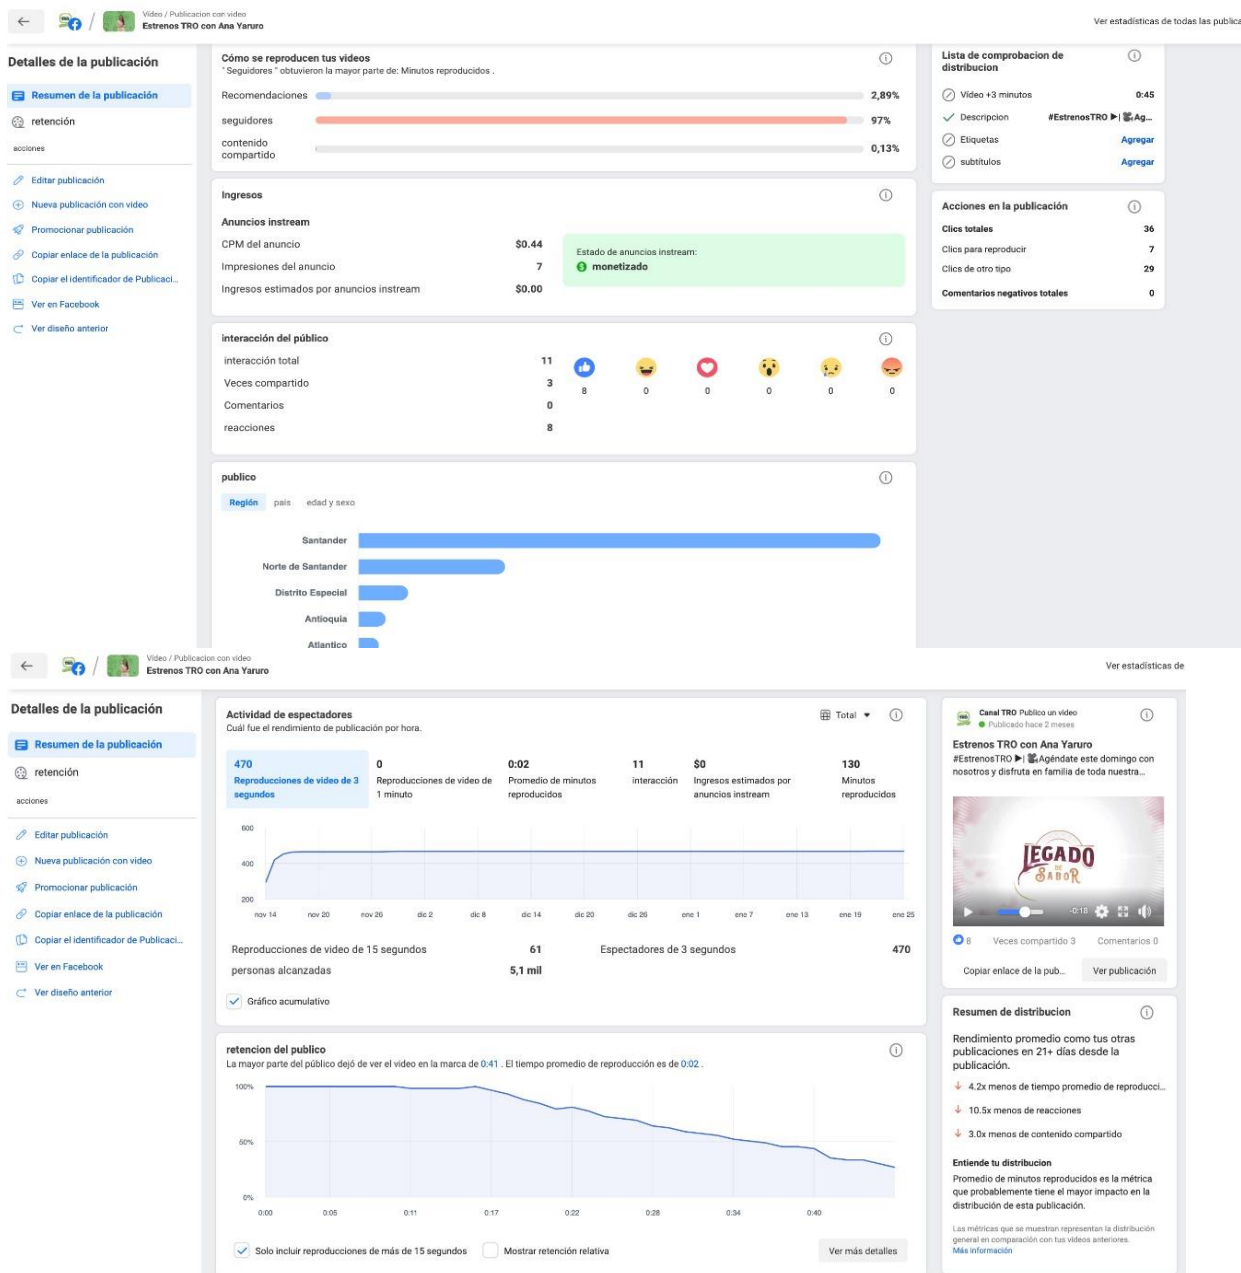 Vídeo / Publicacion con video
Estrenos TRO con Ana Yaruro
Ver estadísticas de todas las publica
Detalles de la publicación
Resumen de la publicación
retención
acciones
Editar publicación
Nueva publicación con video
Promocionar publicación
Copiar enlace de la publicación
Copiar el identificador de Publicaci...
Ver en Facebook
Ver diseño anterior
Cómo se reproducen tus videos
" Seguidores " obtuvieron la mayor parte de: Minutos reproducidos .
Recomendaciones 2,89%
seguidores 97%
contenido
compartido 0,13%
Ingresos
Anuncios instream
CPM del anuncio $0.44
Impresiones del anuncio 7
Ingresos estimados por anuncios instream $0.00
Estado de anuncios instream:
monetizado
interacción del público
interacción total 11
Veces compartido 3
Comentarios 0
reacciones 8
8 0 0 0 0 0
publico
Región pais edad y sexo
Santander
Norte de Santander
Distrito Especial
Antioquía
Atlantico
Lista de comprobacion de
distribucion
Vídeo +3 minutos 0:45
Descripcion #EstrenosTRO ▶| 📽Ag...
Etiquetas Agregar
subtítulos Agregar
Acciones en la publicación
Clics totales 36
Clics para reproducir 7
Clics de otro tipo 29
Comentarios negativos totales 0
Vídeo / Publicacion con video
Estrenos TRO con Ana Yaruro
Ver estadísticas de
Detalles de la publicación
Resumen de la publicación
retención
acciones
Editar publicación
Nueva publicación con video
Promocionar publicación
Copiar enlace de la publicación
Copiar el identificador de Publicaci...
Ver en Facebook
Ver diseño anterior
Actividad de espectadores
Cuál fue el rendimiento de publicación por hora.
Total
470
Reproducciones de video de 3
segundos
0
Reproducciones de video de
1 minuto
0:02
Promedio de minutos
reproducidos
11
interacción
$0
Ingresos estimados por
anuncios instream
130
Minutos
reproducidos
600
400
200
nov 14 nov 20 nov 26 dic 2 dic 8 dic 14 dic 20 dic 26 ene 1 ene 7 ene 13 ene 19 ene 25
Reproducciones de video de 15 segundos 61
Espectadores de 3 segundos 470
personas alcanzadas 5,1 mil
Gráfico acumulativo
retencion del publico
La mayor parte del público dejó de ver el video en la marca de 0:41 . El tiempo promedio de reproducción es de 0:02 .
100%
50%
0%
0:00 0:05 0:11 0:17 0:22 0:28 0:34 0:40
Solo incluir reproducciones de más de 15 segundos
Mostrar retención relativa
Ver más detalles
Canal TRO Publico un video
Publicado hace 2 meses
Estrenos TRO con Ana Yaruro
#EstrenosTRO ▶| 📽Agéndate este domingo con
nosotros y disfruta en familia de toda nuestra...
LEGADO
DE
SABOR
-0:18
8 Veces compartido 3 Comentarios 0
Copiar enlace de la pub...
Ver publicación
Resumen de distribucion
Rendimiento promedio como tus otras
publicaciones en 21+ días desde la
publicación.
4.2x menos de tiempo promedio de reproducci...
10.5x menos de reacciones
3.0x menos de contenido compartido
Entiende tu distribucion
Promedio de minutos reproducidos es la métrica
que probablemente tiene el mayor impacto en la
distribución de esta publicación.
Las métricas que se muestran representan la distribución
general en comparación con tus videos anteriores.
Más información